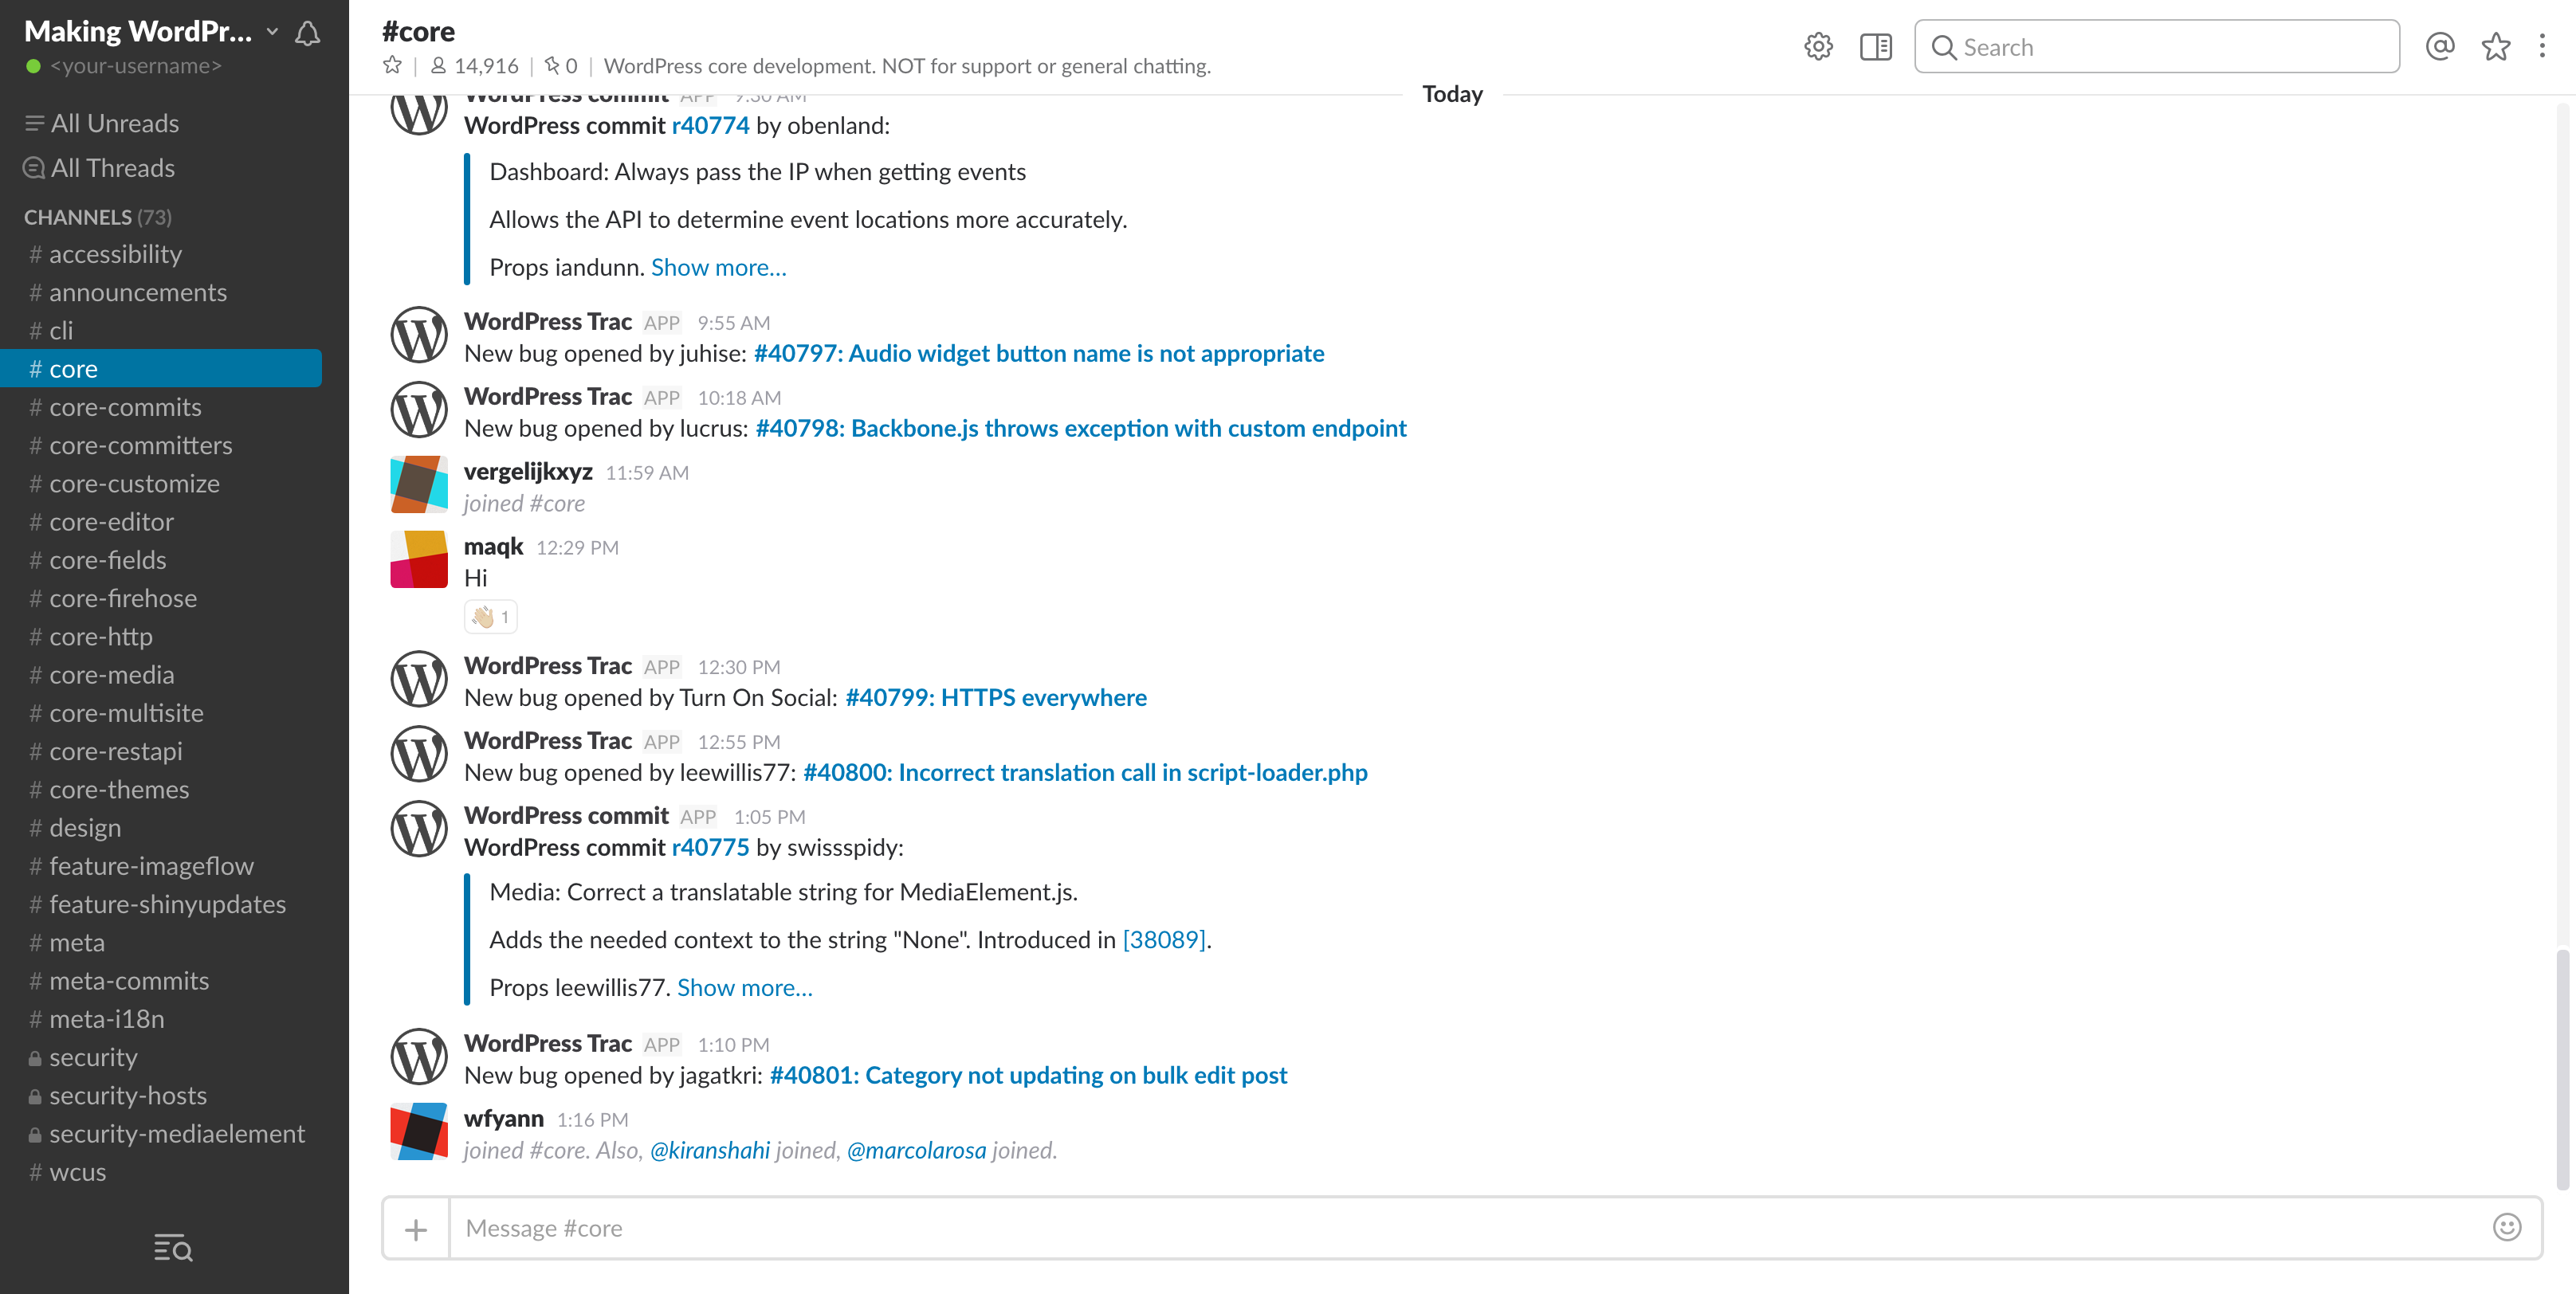 Making WordPr...
<your-username>
All Unreads
All Threads
CHANNELS (73)
# accessibility
# announcements
# cli
# core
# core-commits
# core-committers
# core-customize
# core-editor
# core-fields
# core-firehose
# core-http
# core-media
# core-multisite
# core-restapi
# core-themes
# design
# feature-imageflow
# feature-shinyupdates
# meta
# meta-commits
# meta-i18n
security
security-hosts
security-mediaelement
# wcus
#core
14,916 | 0 | WordPress core development. NOT for support or general chatting.
Search
Today
WordPress commit APP 9:30 AM
WordPress commit r40774 by obenland:
Dashboard: Always pass the IP when getting events
Allows the API to determine event locations more accurately.
Props iandunn. Show more...
WordPress Trac APP 9:55 AM
New bug opened by juhise: #40797: Audio widget button name is not appropriate
WordPress Trac APP 10:18 AM
New bug opened by lucrus: #40798: Backbone.js throws exception with custom endpoint
vergelijkxyz 11:59 AM
joined #core
maqk 12:29 PM
Hi
👋🏼 1
WordPress Trac APP 12:30 PM
New bug opened by Turn On Social: #40799: HTTPS everywhere
WordPress Trac APP 12:55 PM
New bug opened by leewillis77: #40800: Incorrect translation call in script-loader.php
WordPress commit APP 1:05 PM
WordPress commit r40775 by swissspidy:
Media: Correct a translatable string for MediaElement.js.
Adds the needed context to the string "None". Introduced in [38089].
Props leewillis77. Show more...
WordPress Trac APP 1:10 PM
New bug opened by jagatkri: #40801: Category not updating on bulk edit post
wfyann 1:16 PM
joined #core. Also, @kiranshahi joined, @marcolarosa joined.
Message #core